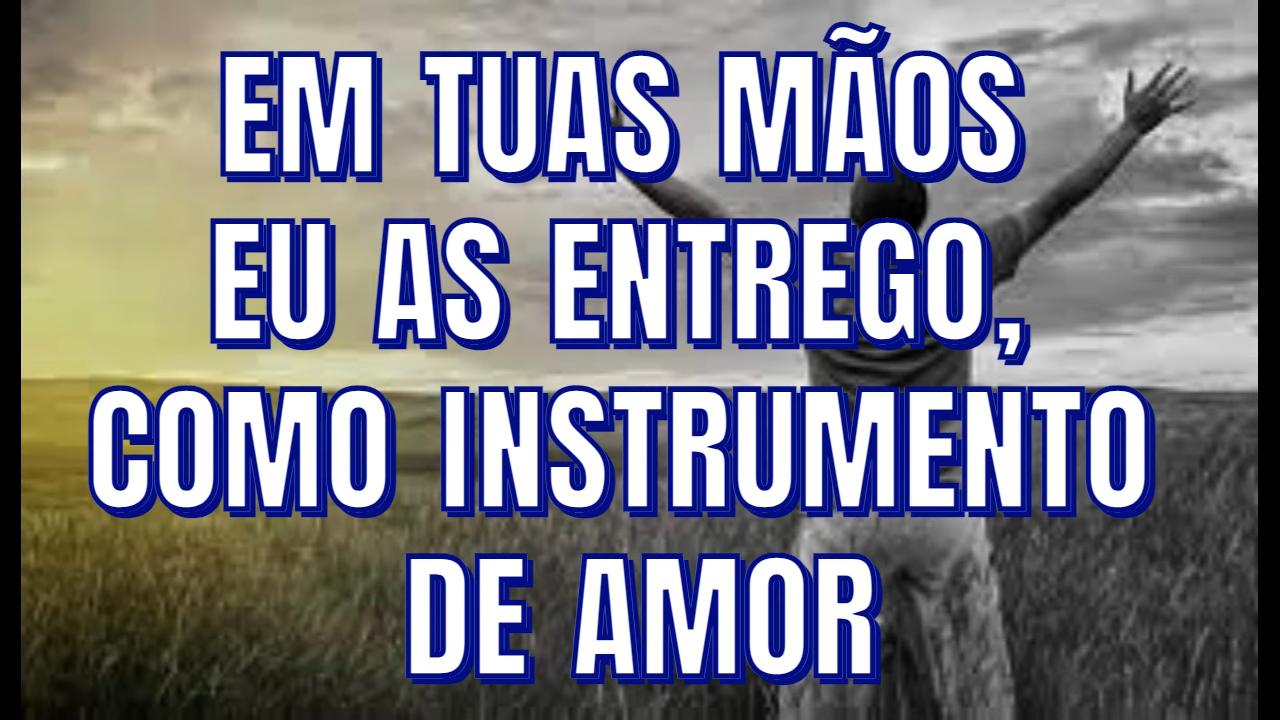 EM TUAS MÃOS
EU AS ENTREGO,
COMO INSTRUMENTO
DE AMOR